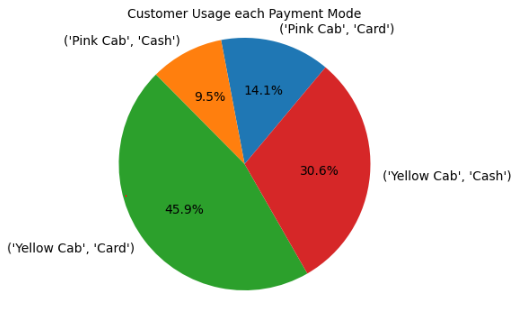 Customer Usage each Payment Mode
('Pink Cab', 'Card')
('Pink Cab', 'Cash')
14.1%
9.5%
30.6%
('Yellow Cab', 'Cash')
45.9%
('Yellow Cab', 'Card')